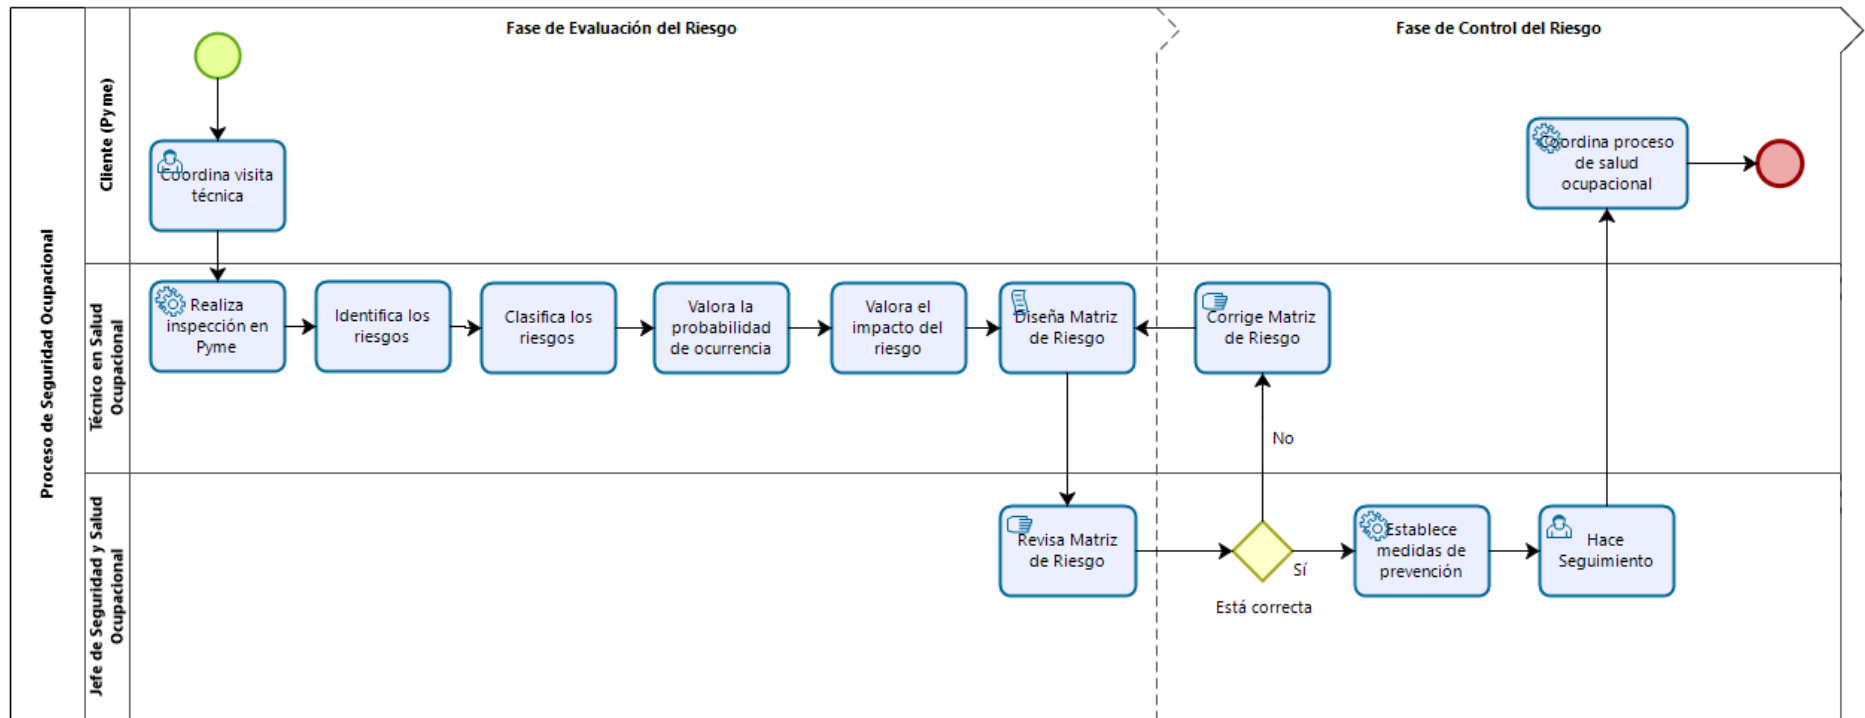 Proceso de Seguridad Ocupacional
Fase de Evaluación del Riesgo
Fase de Control del Riesgo
Cliente (Pyme)
Coordina visita
técnica
Coordina proceso
de salud
ocupacional
Técnico en Salud
Ocupacional
Realiza
inspección en
Pyme
Identifica los
riesgos
Clasifica los
riesgos
Valora la
probabilidad
de ocurrencia
Valora el
impacto del
riesgo
Diseña Matriz
de Riesgo
Corrige Matriz
de Riesgo
No
Jefe de Seguridad y Salud
Ocupacional
Revisa Matriz
de Riesgo
Sí
Está correcta
Establece
medidas de
prevención
Hace
Seguimiento